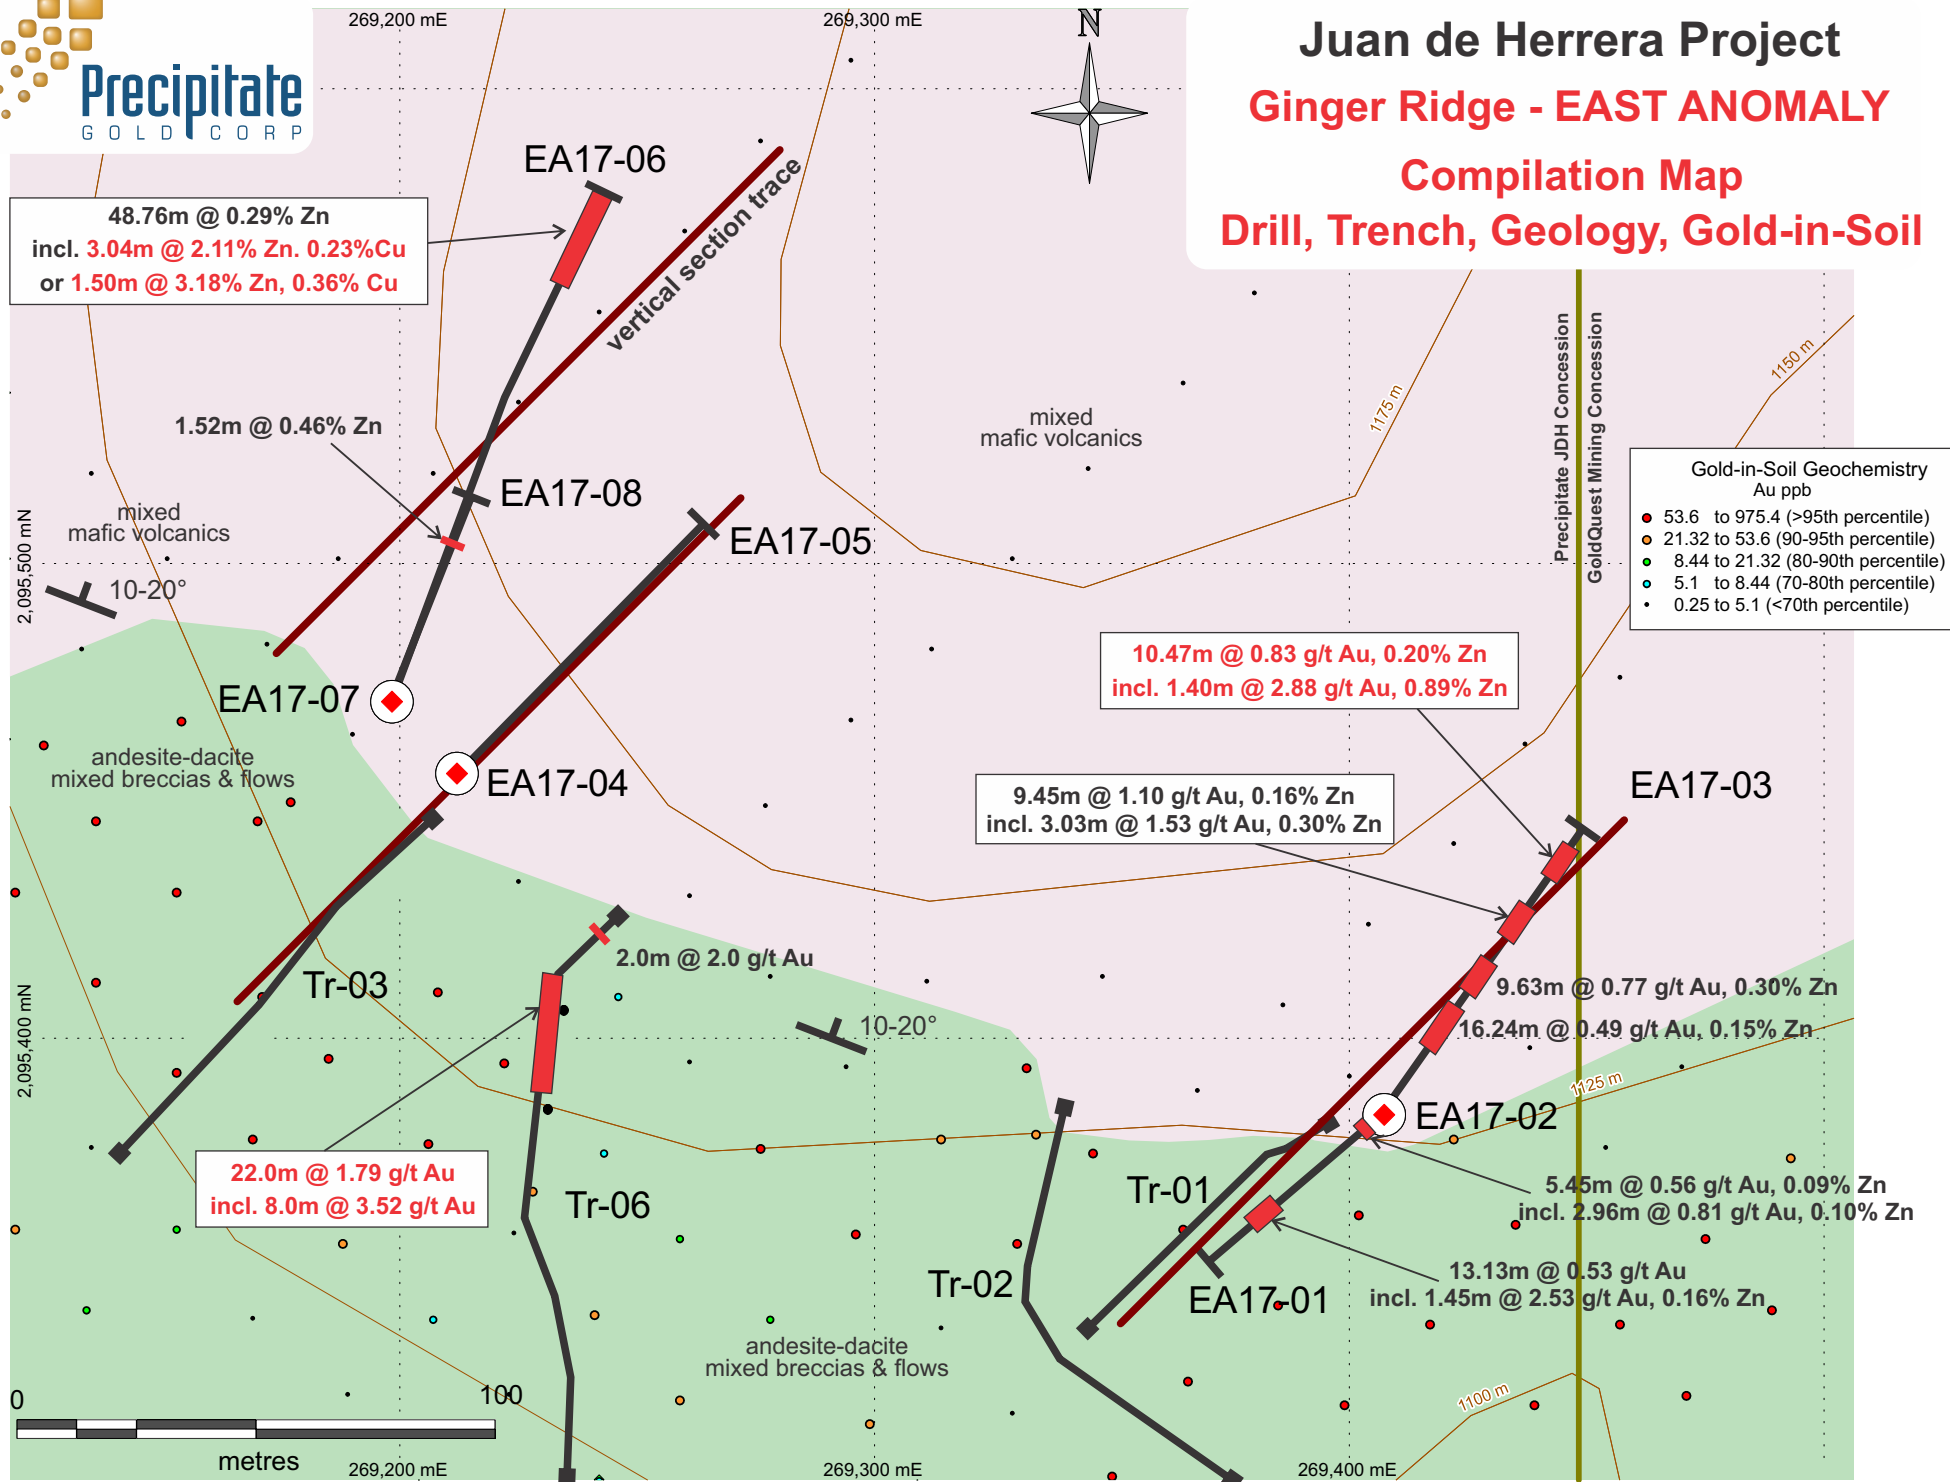 269,200 mE
269,300 mE
N
Precipitate
GOLD CORP
Juan de Herrera Project
Ginger Ridge - EAST ANOMALY
Compilation Map
Drill, Trench, Geology, Gold-in-Soil
EA17-06
vertical section trace
48.76m @ 0.29% Zn
incl. 3.04m @ 2.11% Zn. 0.23%Cu
or 1.50m @ 3.18% Zn, 0.36% Cu
1.52m @ 0.46% Zn
EA17-08
mixed
mafic volcanics
1175 m
1150 m
Precipitate JDH Concession
GoldQuest Mining Concession
Gold-in-Soil Geochemistry
Au ppb
53.6 to 975.4 (>95th percentile)
21.32 to 53.6 (90-95th percentile)
8.44 to 21.32 (80-90th percentile)
5.1 to 8.44 (70-80th percentile)
0.25 to 5.1 (<70th percentile)
mixed
mafic volcanics
2,095,500 mN
10-20°
EA17-05
EA17-07
10.47m @ 0.83 g/t Au, 0.20% Zn
incl. 1.40m @ 2.88 g/t Au, 0.89% Zn
andesite-dacite
mixed breccias & flows
EA17-04
9.45m @ 1.10 g/t Au, 0.16% Zn
incl. 3.03m @ 1.53 g/t Au, 0.30% Zn
EA17-03
2.0m @ 2.0 g/t Au
Tr-03
9.63m @ 0.77 g/t Au, 0.30% Zn
2,095,400 mN
10-20°
16.24m @ 0.49 g/t Au, 0.15% Zn
1125 m
EA17-02
22.0m @ 1.79 g/t Au
incl. 8.0m @ 3.52 g/t Au
Tr-06
Tr-01
5.45m @ 0.56 g/t Au, 0.09% Zn
incl. 2.96m @ 0.81 g/t Au, 0.10% Zn
Tr-02
EA17-01
13.13m @ 0.53 g/t Au
incl. 1.45m @ 2.53 g/t Au, 0.16% Zn
andesite-dacite
mixed breccias & flows
1100 m
0 100
metres
269,200 mE
269,300 mE
269,400 mE